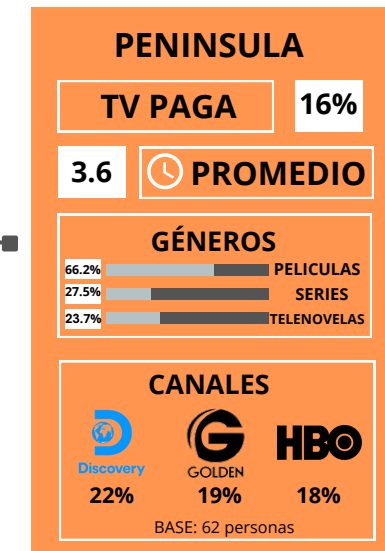 PENINSULA
TV PAGA 16%
3.6 PROMEDIO
GÉNEROS
66.2% PELICULAS
27.5% SERIES
23.7% TELENOVELAS
CANALES
Discovery GOLDEN HBO
22% 19% 18%
BASE: 62 personas